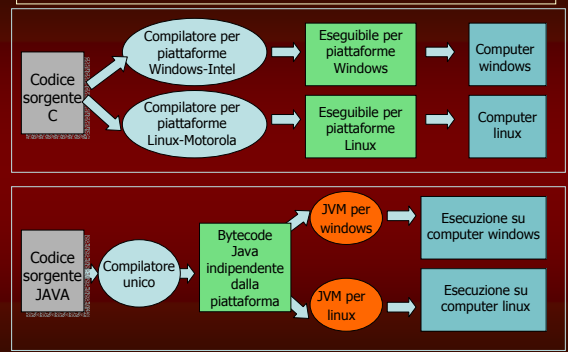 Codice
sorgente
C
Compilatore per
piattaforme
Windows-Intel
Eseguibile per
piattaforme
Windows
Computer
windows
Compilatore per
piattaforme
Linux-Motorola
Eseguibile per
piattaforme
Linux
Computer
linux
Codice
sorgente
JAVA
Compilatore
unico
Bytecode
Java
indipendente
dalla
piattaforma
JVM per
windows
Esecuzione su
computer windows
JVM per
linux
Esecuzione su
computer linux